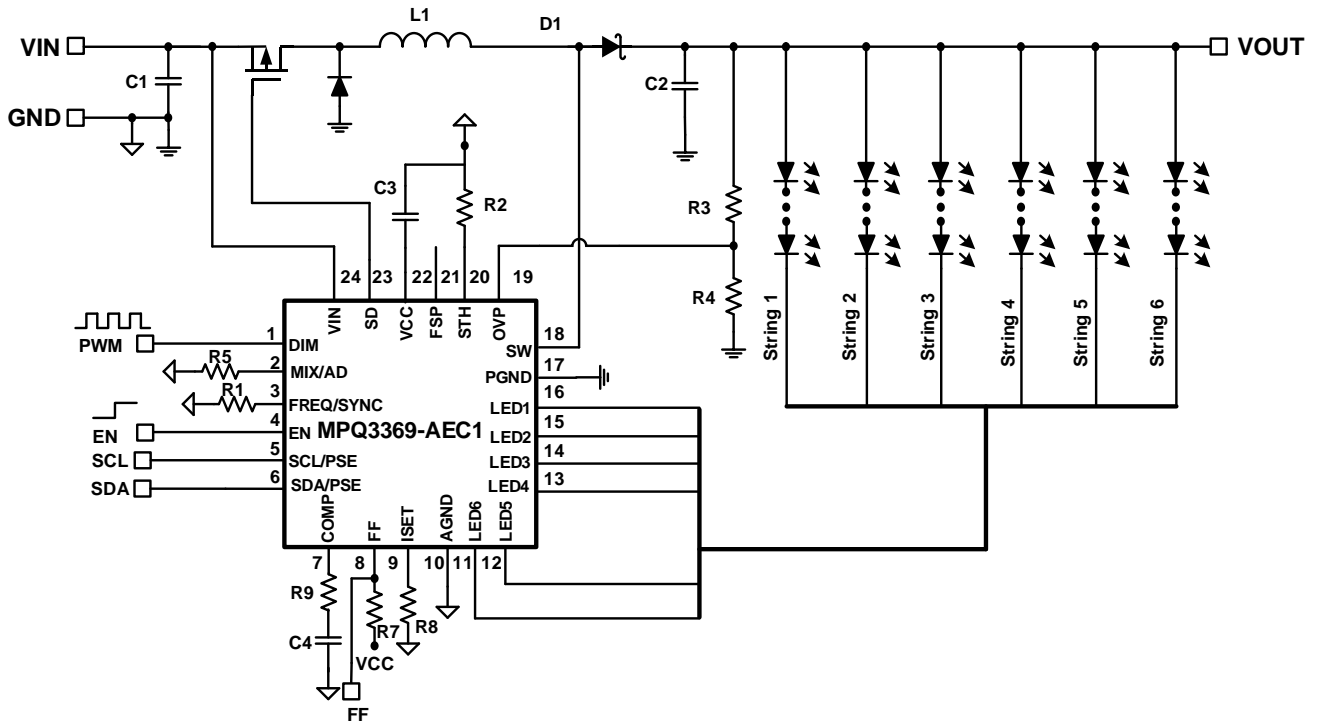 L1
D1
VIN
VOUT
C1
C2
GND
C3
R2
R3
R4
String 1
String 2
String 3
String 4
String 5
String 6
24
23
22
21
20
19
VIN
SD
VCC
FSP
STH
OVP
PWM
1
DIM
R5
2
MIX/AD
R1
3
FREQ/SYNC
EN
4
EN
MPQ3369-AEC1
SCL
5
SCL/PSE
SDA
6
SDA/PSE
18
SW
17
PGND
16
LED1
15
LED2
14
LED3
13
LED4
COMP
FF
ISET
AGND
LED6
LED5
7
8
9
10
11
12
R9
R7
R8
C4
VCC
FF